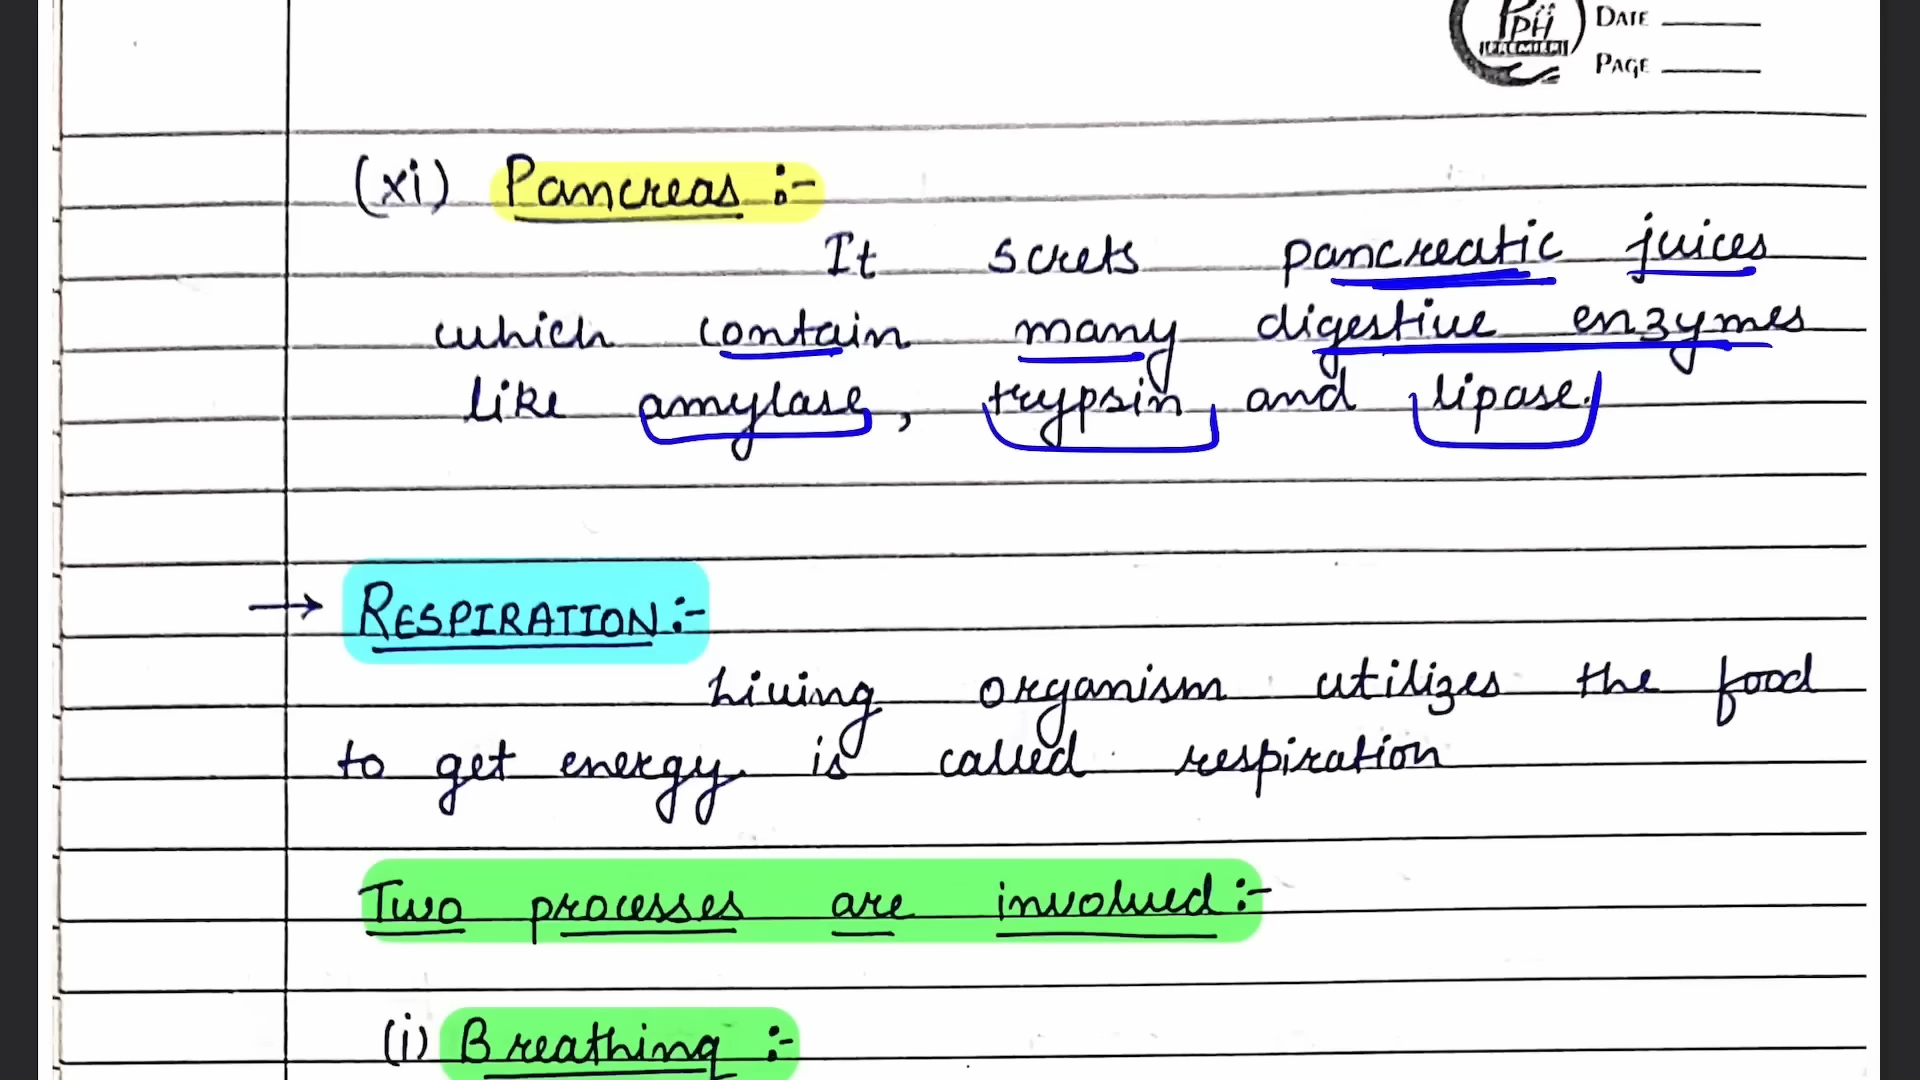 DATE
PAGE
(xi) Pancreas :-
It screts pancreatic juices
which contain many digestive enzymes
like amylase, trypsin and lipase.
→ RESPIRATION :-
Living organism utilizes the food
to get energy is called respiration
Two processes are involved :-
(i) Breathing :-